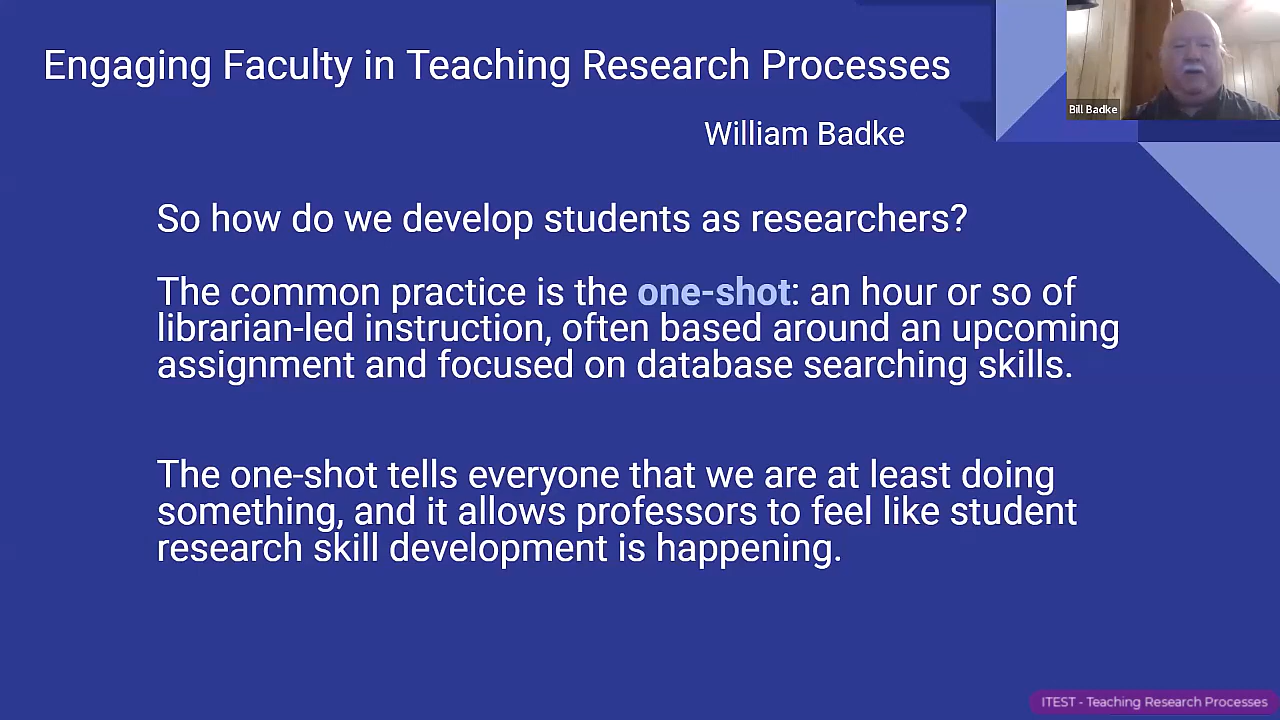 Engaging Faculty in Teaching Research Processes
Bill Badke
William Badke
So how do we develop students as researchers?
The common practice is the one-shot: an hour or so of
librarian-led instruction, often based around an upcoming
assignment and focused on database searching skills.
The one-shot tells everyone that we are at least doing
something, and it allows professors to feel like student
research skill development is happening.
ITEST - Teaching Research Processes